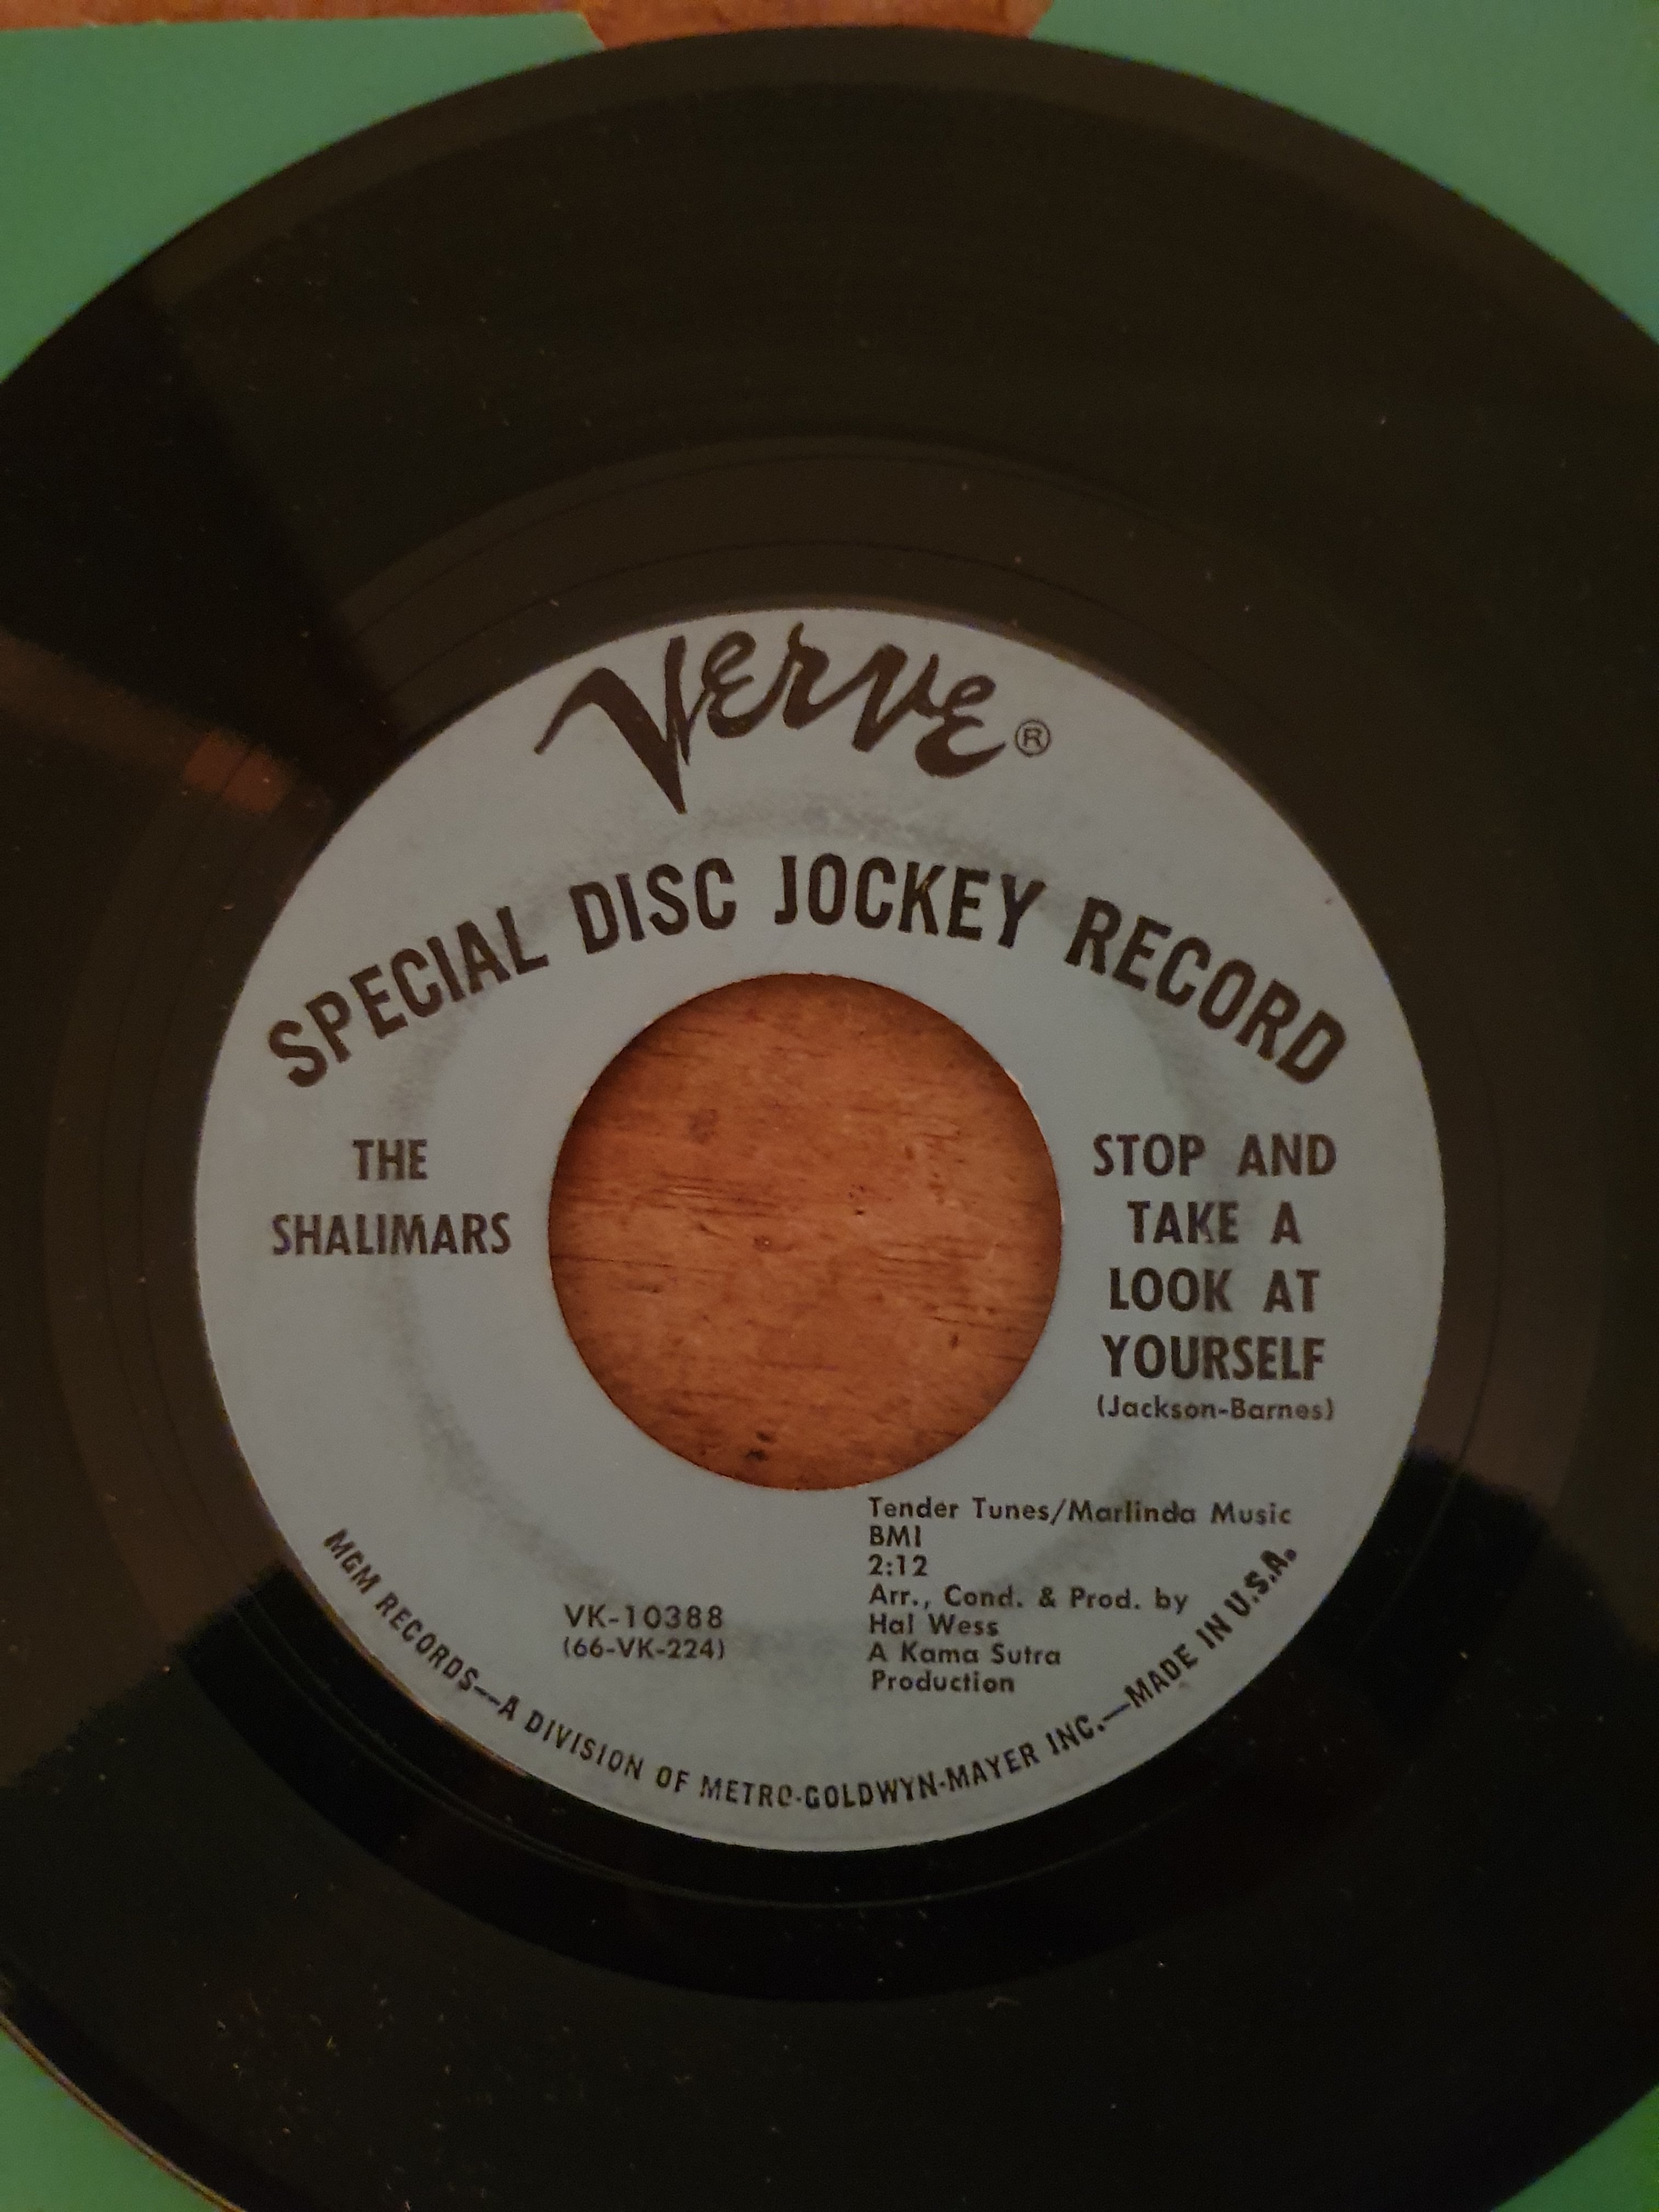 Verve®
SPECIAL DISC JOCKEY RECORD
THE
SHALIMARS
STOP AND
TAKE A
LOOK AT
YOURSELF
(Jackson-Barnes)
Tender Tunes/Marlinda Music
BMI
2:12
Arr., Cond. & Prod. by
Hal Wess
A Kama Sutra
Production
VK-10388
(66-VK-224)
MGM RECORDS—A DIVISION OF METRO-GOLDWYN-MAYER INC.—MADE IN U.S.A.